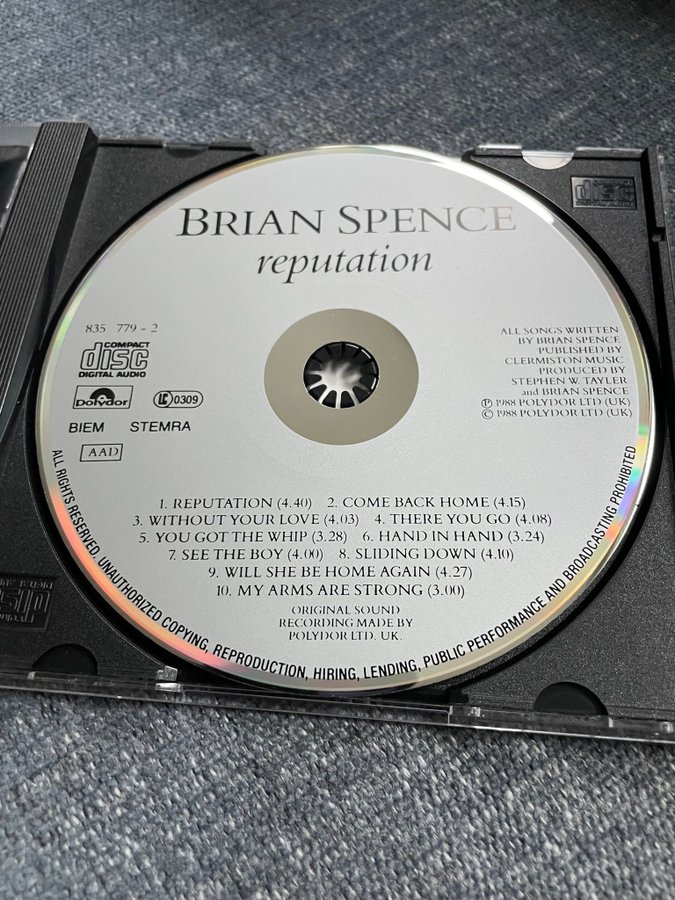 BRIAN SPENCE
reputation
835 779 - 2
COMPACT
disc
DIGITAL AUDIO
Polydor
LC 0309
BIEM STEMRA
AAD
ALL SONGS WRITTEN
BY BRIAN SPENCE
PUBLISHED BY
CLERMISTON MUSIC
PRODUCED BY
STEPHEN W. TAYLER
and BRIAN SPENCE
℗ 1988 POLYDOR LTD (UK)
© 1988 POLYDOR LTD (UK)
1. REPUTATION (4.40) 2. COME BACK HOME (4.15)
3. WITHOUT YOUR LOVE (4.03) 4. THERE YOU GO (4.08)
5. YOU GOT THE WHIP (3.28) 6. HAND IN HAND (3.24)
7. SEE THE BOY (4.00) 8. SLIDING DOWN (4.10)
9. WILL SHE BE HOME AGAIN (4.27)
10. MY ARMS ARE STRONG (3.00)
ORIGINAL SOUND
RECORDING MADE BY
POLYDOR LTD. UK.
ALL RIGHTS RESERVED. UNAUTHORIZED COPYING, REPRODUCTION, HIRING, LENDING, PUBLIC PERFORMANCE AND BROADCASTING PROHIBITED
disc